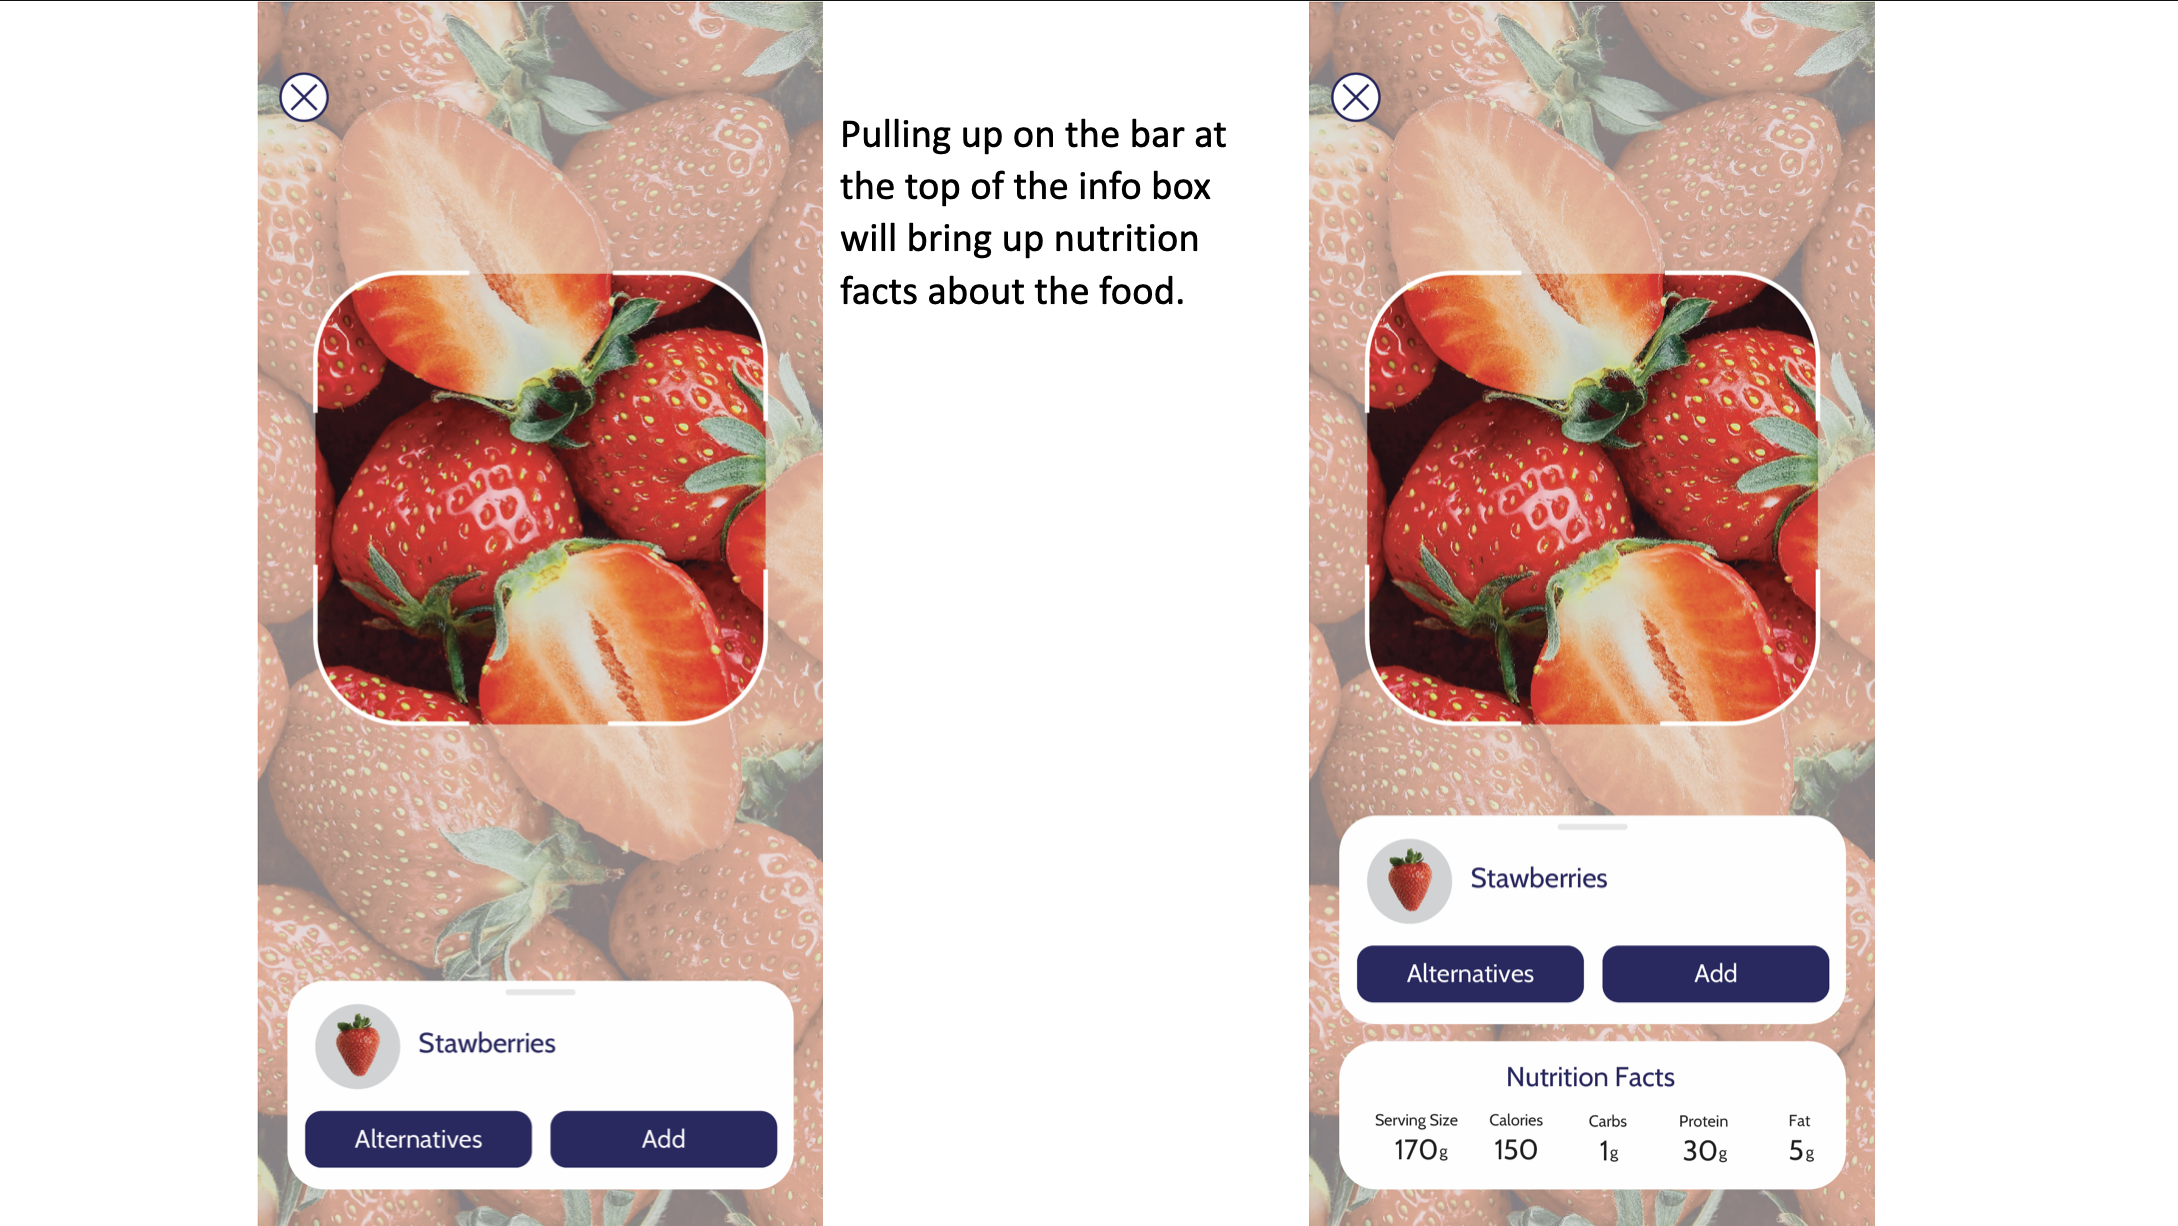 Pulling up on the bar at
the top of the info box
will bring up nutrition
facts about the food.
Stawberries
Alternatives
Add
Stawberries
Alternatives
Add
Nutrition Facts
Serving Size Calories Carbs Protein Fat
170g 150 1g 30g 5g